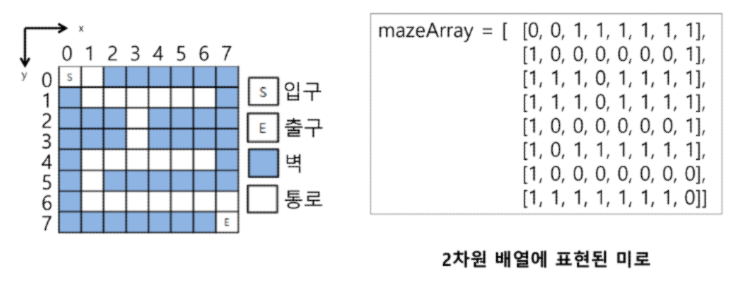 x
y
0 1 2 3 4 5 6 7
0 S
1
2
3
4
5
6
7 E
S 입구
E 출구
벽
통로
mazeArray = [ [0, 0, 1, 1, 1, 1, 1, 1],
[1, 0, 0, 0, 0, 0, 0, 1],
[1, 1, 1, 0, 1, 1, 1, 1],
[1, 1, 1, 0, 1, 1, 1, 1],
[1, 0, 0, 0, 0, 0, 0, 1],
[1, 0, 1, 1, 1, 1, 1, 1],
[1, 0, 0, 0, 0, 0, 0, 0],
[1, 1, 1, 1, 1, 1, 1, 0]]
2차원 배열에 표현된 미로